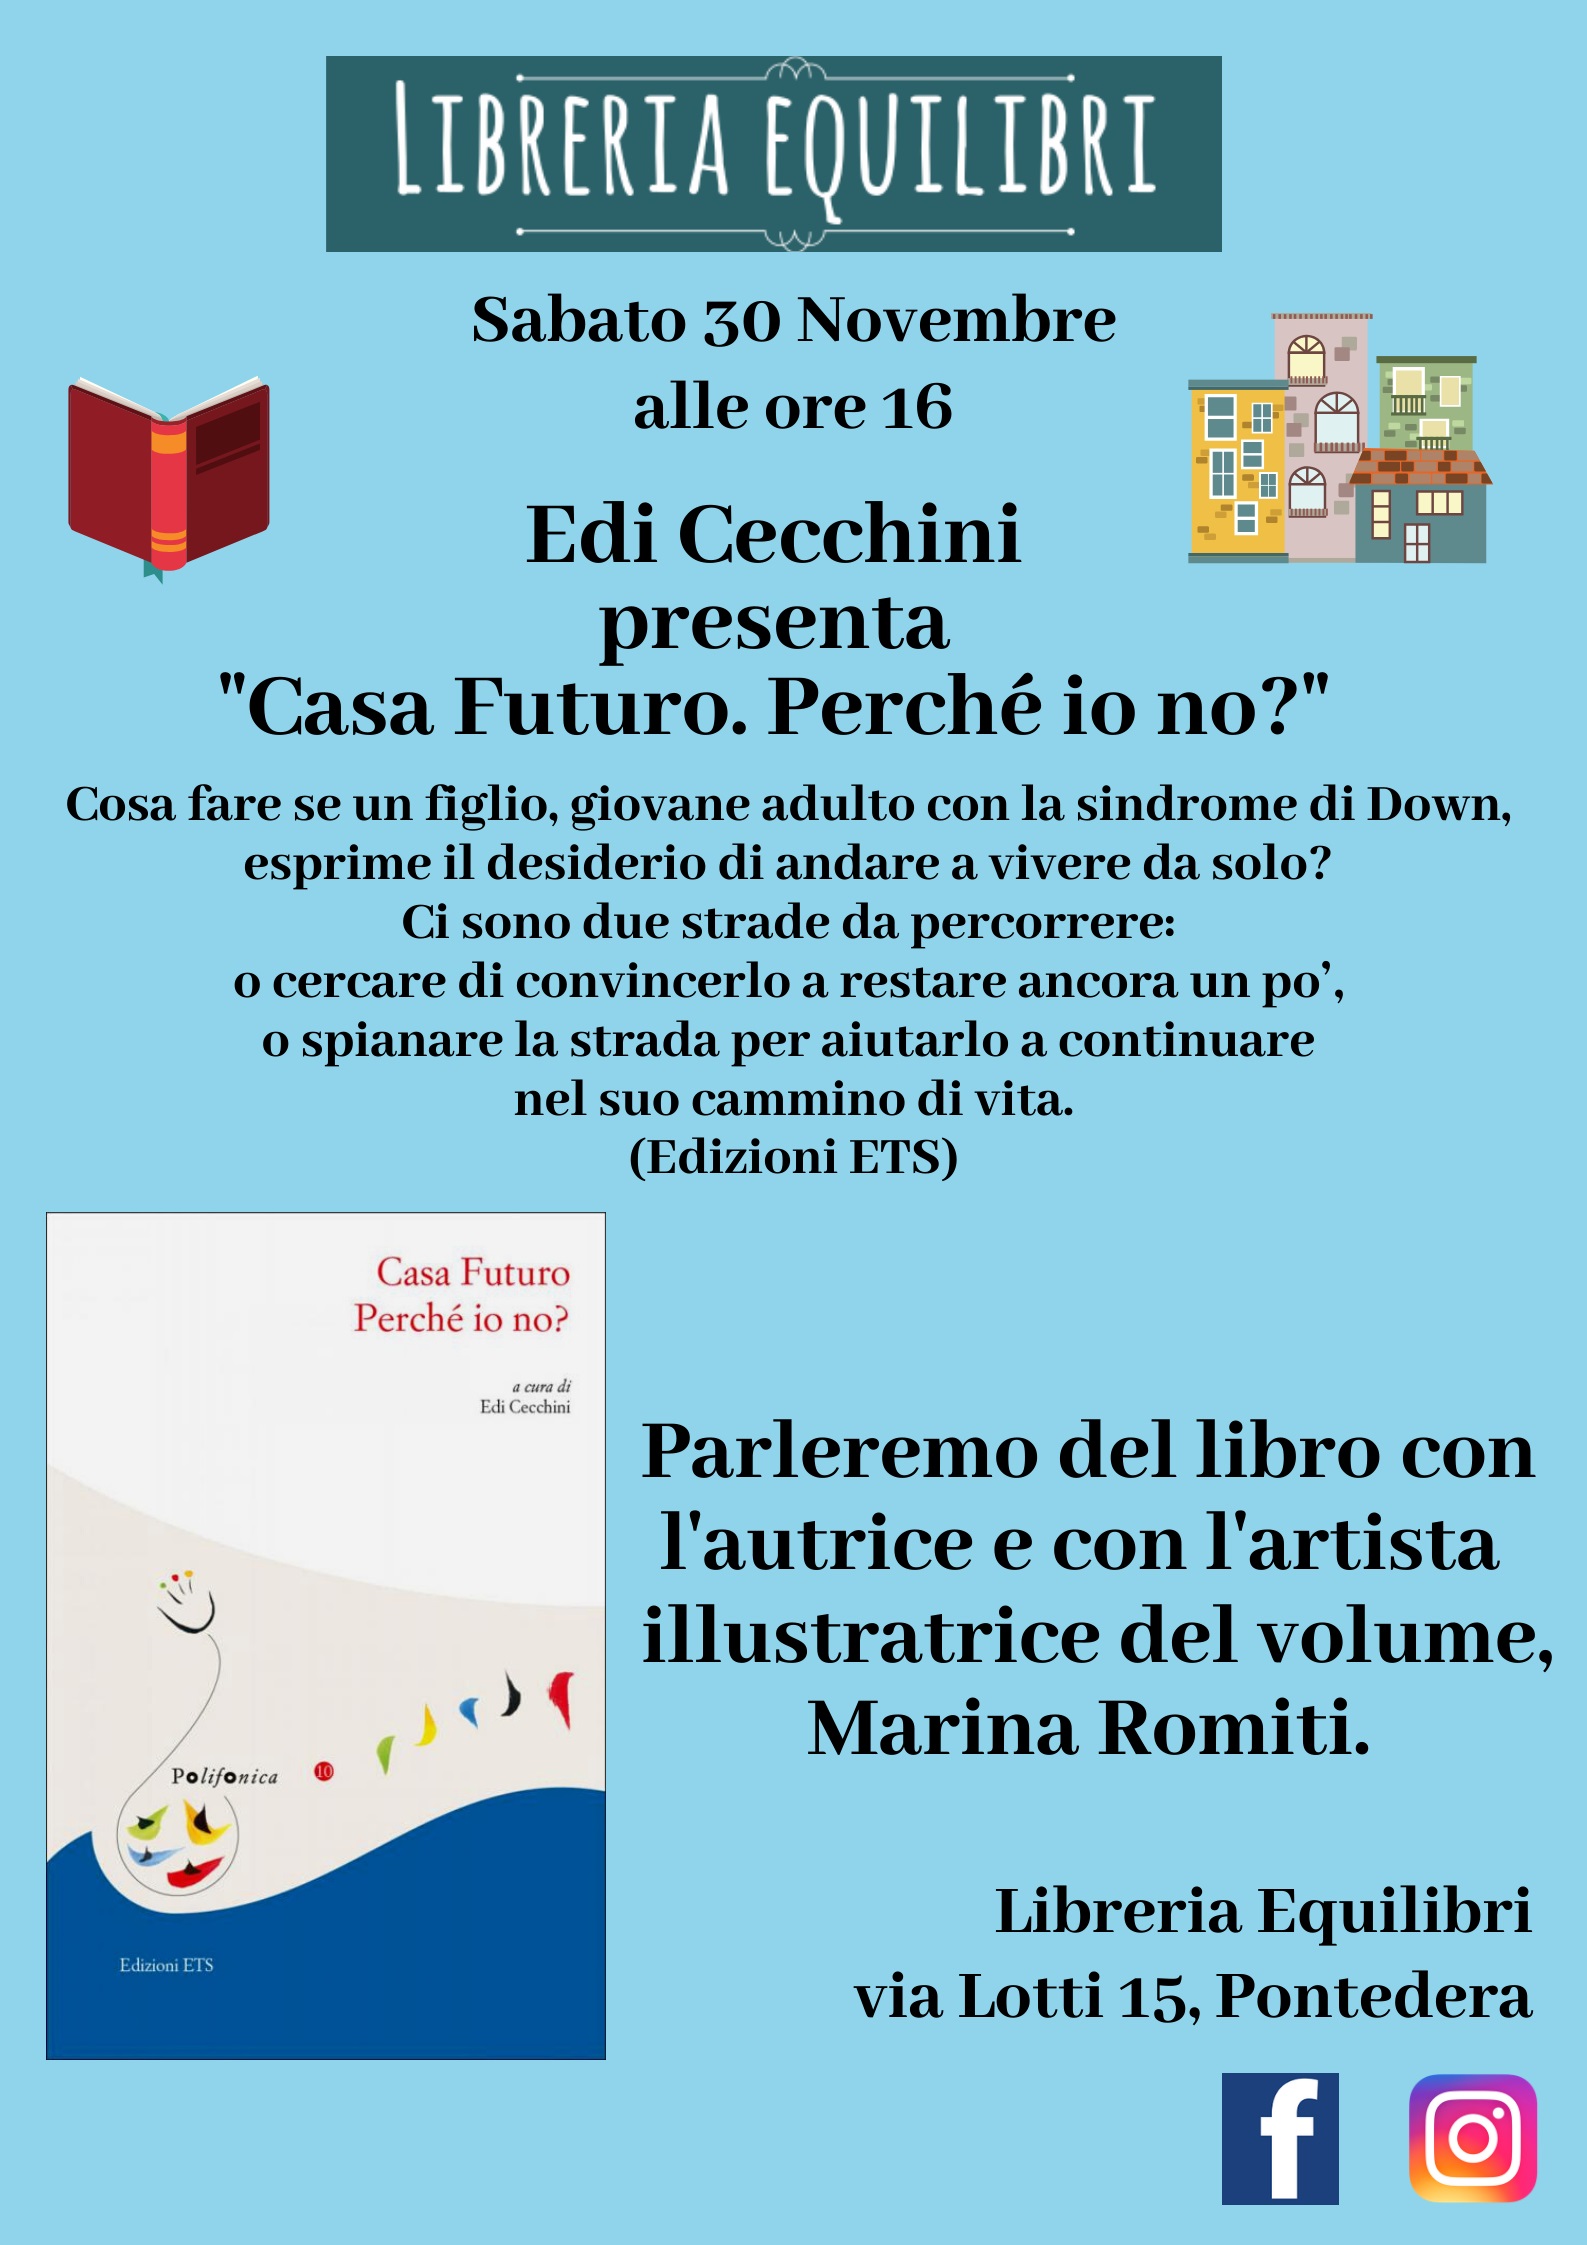 LIBRERIA EQUILIBRI
Sabato 30 Novembre
alle ore 16
Edi Cecchini
presenta
"Casa Futuro. Perché io no?"
Cosa fare se un figlio, giovane adulto con la sindrome di Down,
esprime il desiderio di andare a vivere da solo?
Ci sono due strade da percorrere:
o cercare di convincerlo a restare ancora un po’,
o spianare la strada per aiutarlo a continuare
nel suo cammino di vita.
(Edizioni ETS)
Casa Futuro
Perché io no?
a cura di
Edi Cecchini
Polifonica 10
Edizioni ETS
Parleremo del libro con
l'autrice e con l'artista
illustratrice del volume,
Marina Romiti.
Libreria Equilibri
via Lotti 15, Pontedera
f